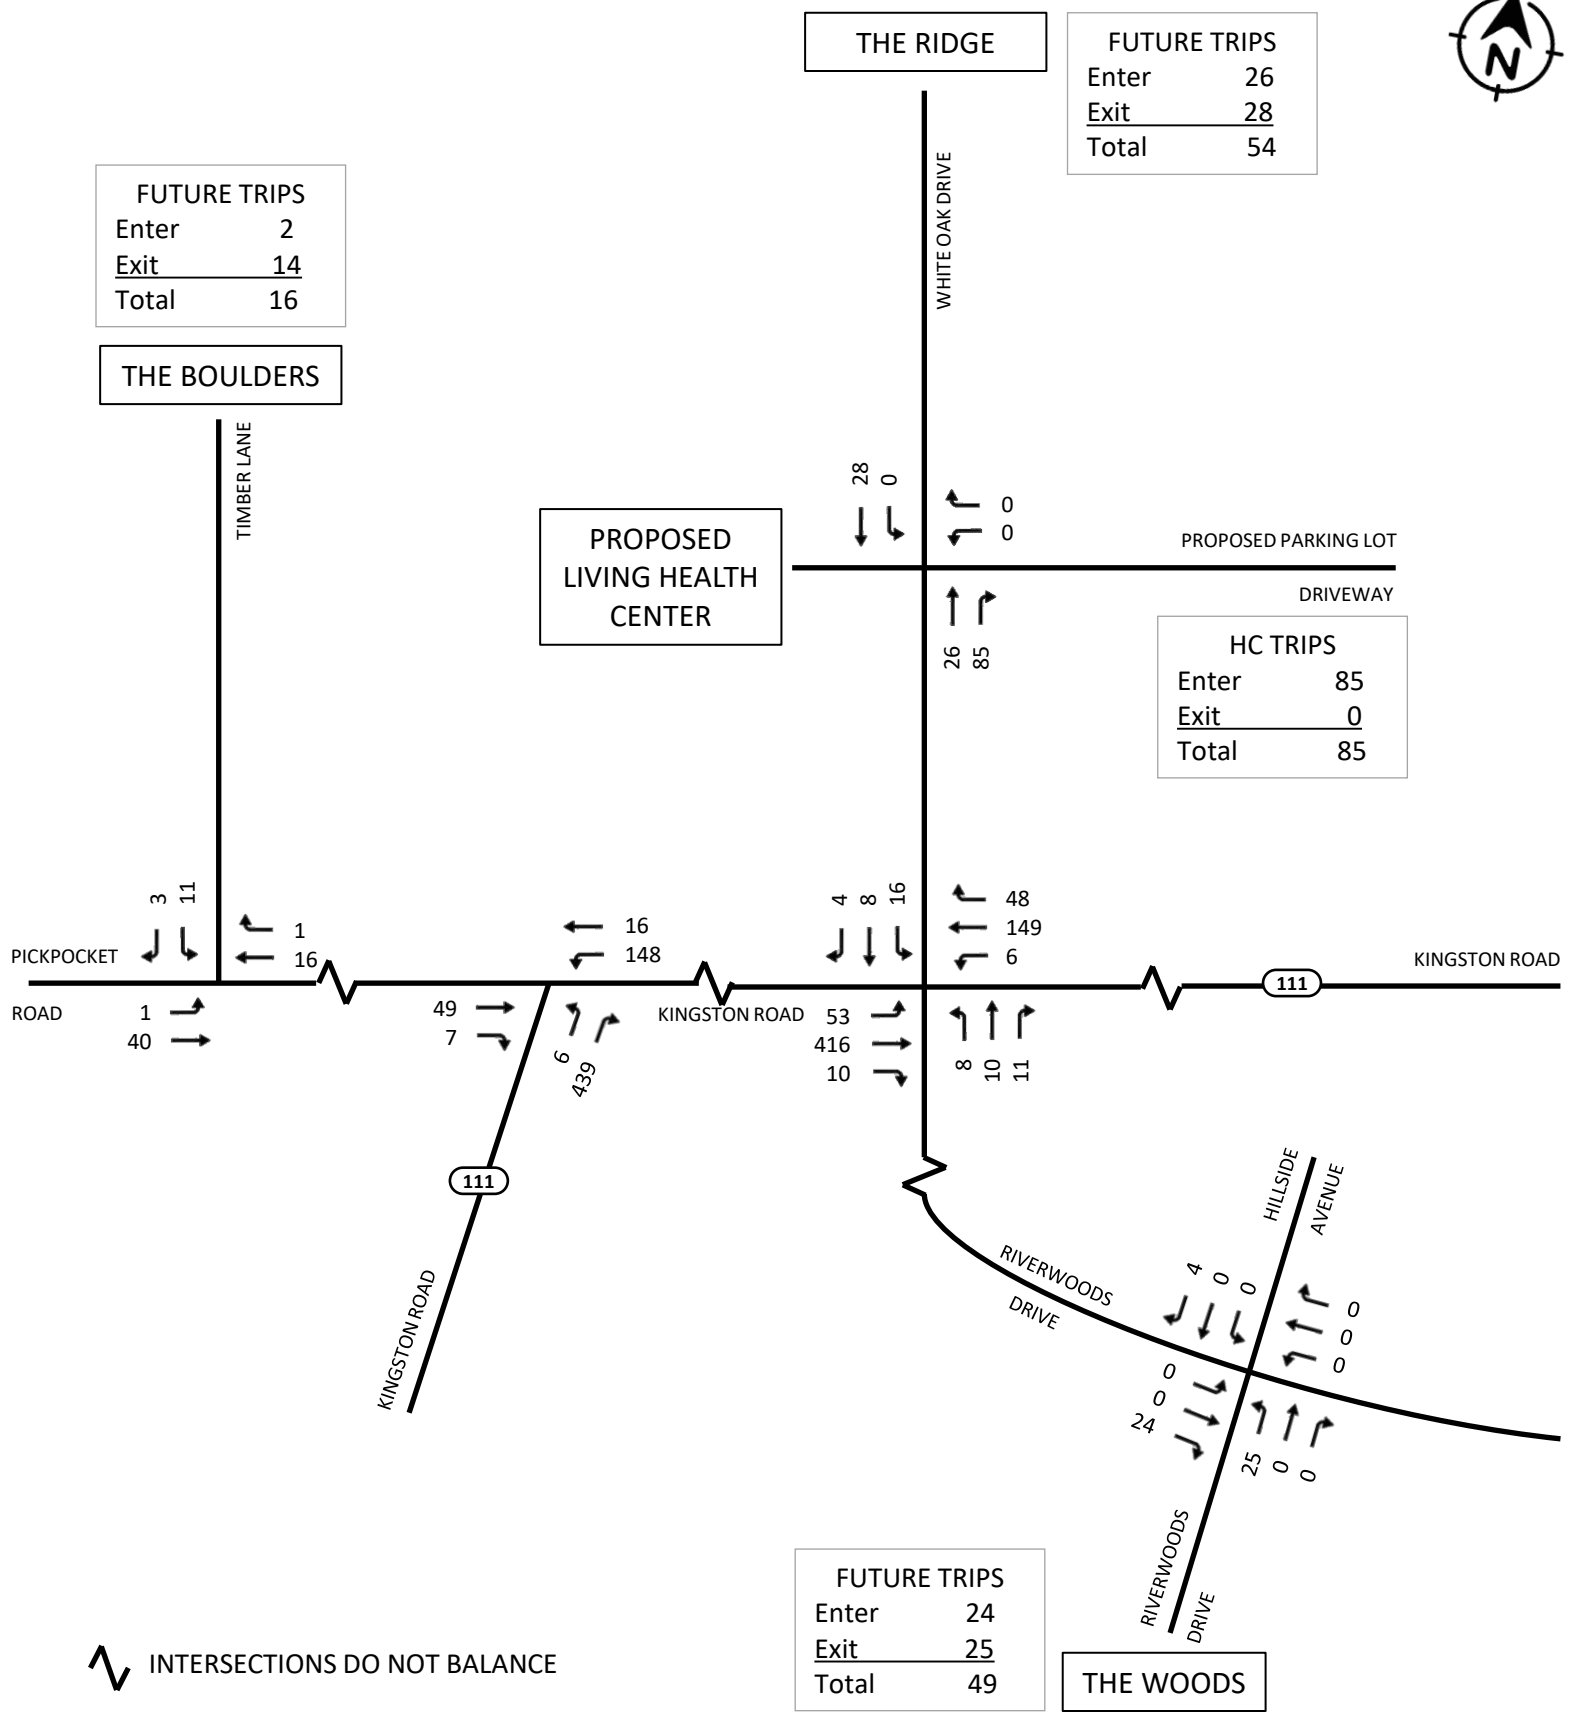 THE RIDGE
FUTURE TRIPS
Enter 26
Exit 28
Total 54
N
FUTURE TRIPS
Enter 2
Exit 14
Total 16
THE BOULDERS
WHITE OAK DRIVE
TIMBER LANE
28 0
0
0
PROPOSED
LIVING HEALTH
CENTER
PROPOSED PARKING LOT
DRIVEWAY
26 85
HC TRIPS
Enter 85
Exit 0
Total 85
3 11
1
16
16
148
4 8 16
48
149
6
PICKPOCKET
ROAD
1
40
49
7
6
439
KINGSTON ROAD
53
416
10
8 10 11
111
KINGSTON ROAD
111
KINGSTON ROAD
HILLSIDE
AVENUE
RIVERWOODS
DRIVE
4 0 0
0
0
0
0
0
24
25 0 0
RIVERWOODS
DRIVE
FUTURE TRIPS
Enter 24
Exit 25
Total 49
THE WOODS
INTERSECTIONS DO NOT BALANCE